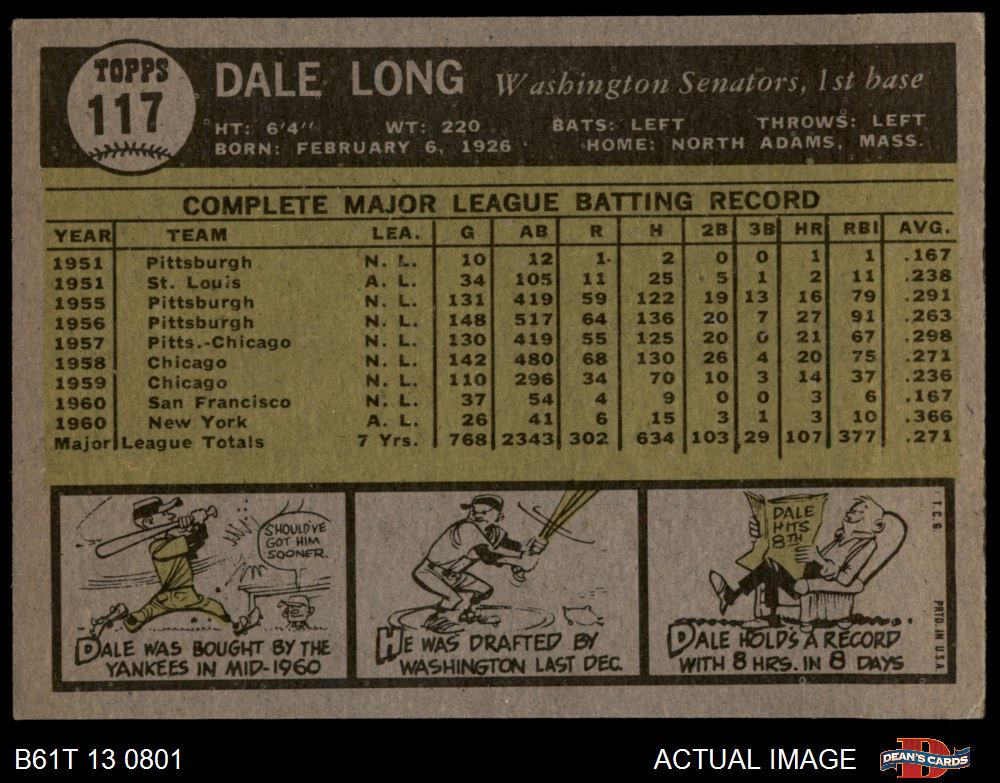 TOPPS
117
DALE LONG Washington Senators, 1st base
HT: 6'4" WT: 220 BATS: LEFT THROWS: LEFT
BORN: FEBRUARY 6, 1926 HOME: NORTH ADAMS, MASS.
COMPLETE MAJOR LEAGUE BATTING RECORD
YEAR TEAM LEA. G AB R H 2B 3B HR RBI AVG.
1951 Pittsburgh N. L. 10 12 1 2 0 0 1 1 .167
1951 St. Louis A. L. 34 105 11 25 5 1 2 11 .238
1955 Pittsburgh N. L. 131 419 59 122 19 13 16 79 .291
1956 Pittsburgh N. L. 148 517 64 136 20 7 27 91 .263
1957 Pitts.-Chicago N. L. 130 419 55 125 20 0 21 67 .298
1958 Chicago N. L. 142 480 68 130 26 4 20 75 .271
1959 Chicago N. L. 110 296 34 70 10 3 14 37 .236
1960 San Francisco N. L. 37 54 4 9 0 0 3 6 .167
1960 New York A. L. 26 41 6 15 3 1 3 10 .366
Major League Totals 7 Yrs. 768 2343 302 634 103 29 107 377 .271
SHOULD'VE
GOT HIM
SOONER.
DALE WAS BOUGHT BY THE
YANKEES IN MID-1960
HE WAS DRAFTED BY
WASHINGTON LAST DEC.
DALE
HITS
8TH
DALE HOLDS A RECORD
WITH 8 HRS. IN 8 DAYS
T.C.G.
PRTD. IN U.S.A.
B61T 13 0801
ACTUAL IMAGE
DEAN'S CARDS